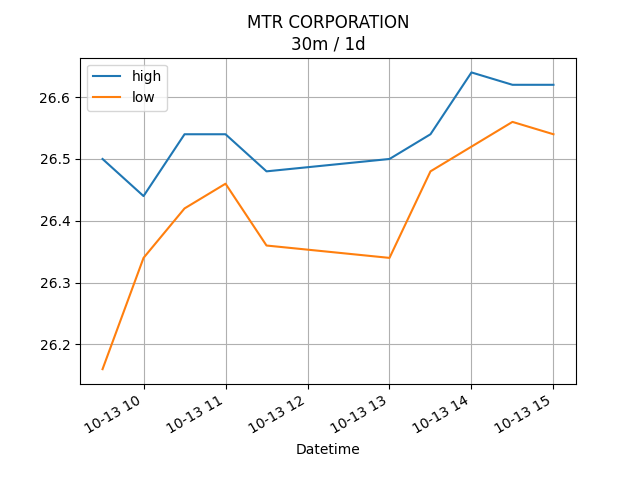 MTR CORPORATION
30m / 1d
high
low
26.6
26.5
26.4
26.3
26.2
10-13 10
10-13 11
10-13 12
10-13 13
10-13 14
10-13 15
Datetime